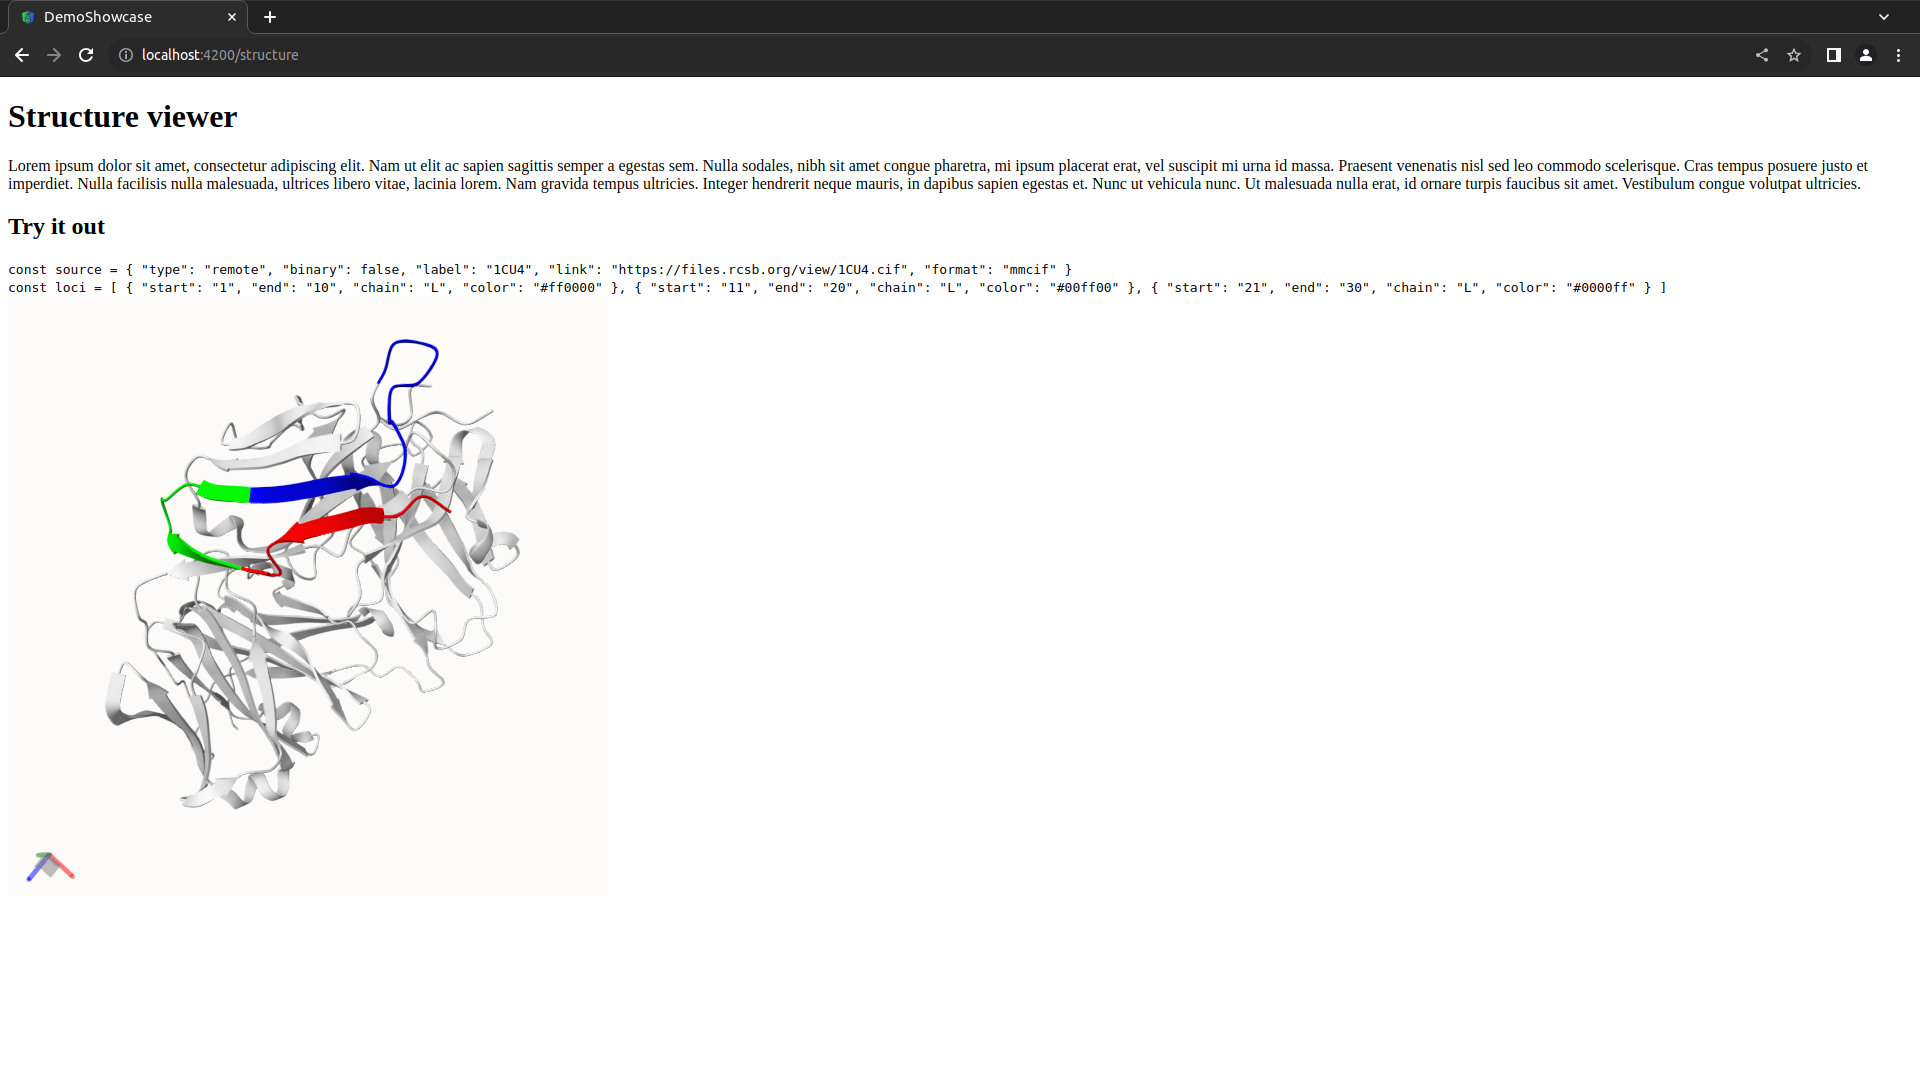 DemoShowcase
localhost:4200/structure
Structure viewer
Lorem ipsum dolor sit amet, consectetur adipiscing elit. Nam ut elit ac sapien sagittis semper a egestas sem. Nulla sodales, nibh sit amet congue pharetra, mi ipsum placerat erat, vel suscipit mi urna id massa. Praesent venenatis nisl sed leo commodo scelerisque. Cras tempus posuere justo et
imperdiet. Nulla facilisis nulla malesuada, ultrices libero vitae, lacinia lorem. Nam gravida tempus ultricies. Integer hendrerit neque mauris, in dapibus sapien egestas et. Nunc ut vehicula nunc. Ut malesuada nulla erat, id ornare turpis faucibus sit amet. Vestibulum congue volutpat ultricies.
Try it out
const source = { "type": "remote", "binary": false, "label": "1CU4", "link": "https://files.rcsb.org/view/1CU4.cif", "format": "mmcif" }
const loci = [ { "start": "1", "end": "10", "chain": "L", "color": "#ff0000" }, { "start": "11", "end": "20", "chain": "L", "color": "#00ff00" }, { "start": "21", "end": "30", "chain": "L", "color": "#0000ff" } ]